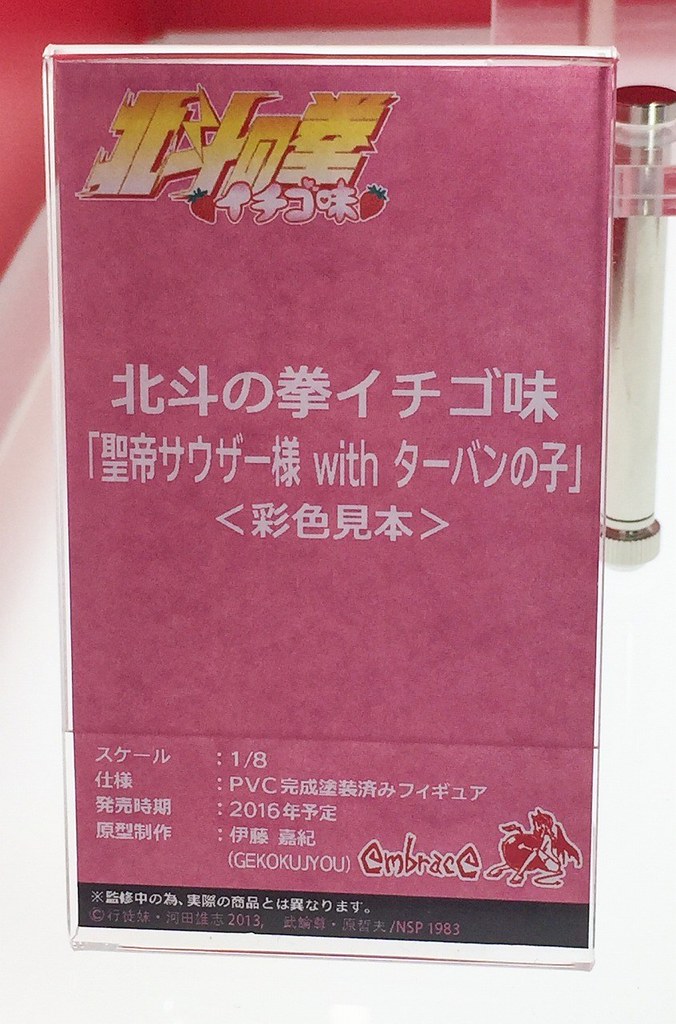 北斗の拳
イチゴ味
北斗の拳イチゴ味
「聖帝サウザー様 with ターバンの子」
＜彩色見本＞
スケール ：1/8
仕様 ：PVC完成塗装済みフィギュア
発売時期 ：2016年予定
原型制作 ：伊藤 嘉紀
(GEKOKUJYOU)
embrace
※監修中の為、実際の商品とは異なります。
©行徒妹・河田雄志 2013, 武論尊・原哲夫/NSP 1983